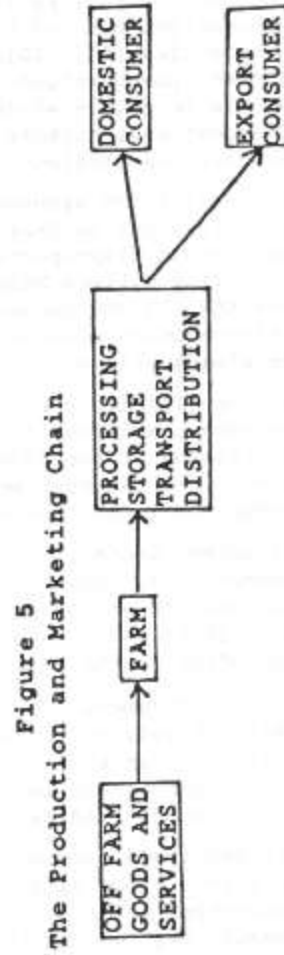 Figure 5
The Production and Marketing Chain
OFF FARM
GOODS AND
SERVICES
FARM
PROCESSING
STORAGE
TRANSPORT
DISTRIBUTION
DOMESTIC
CONSUMER
EXPORT
CONSUMER